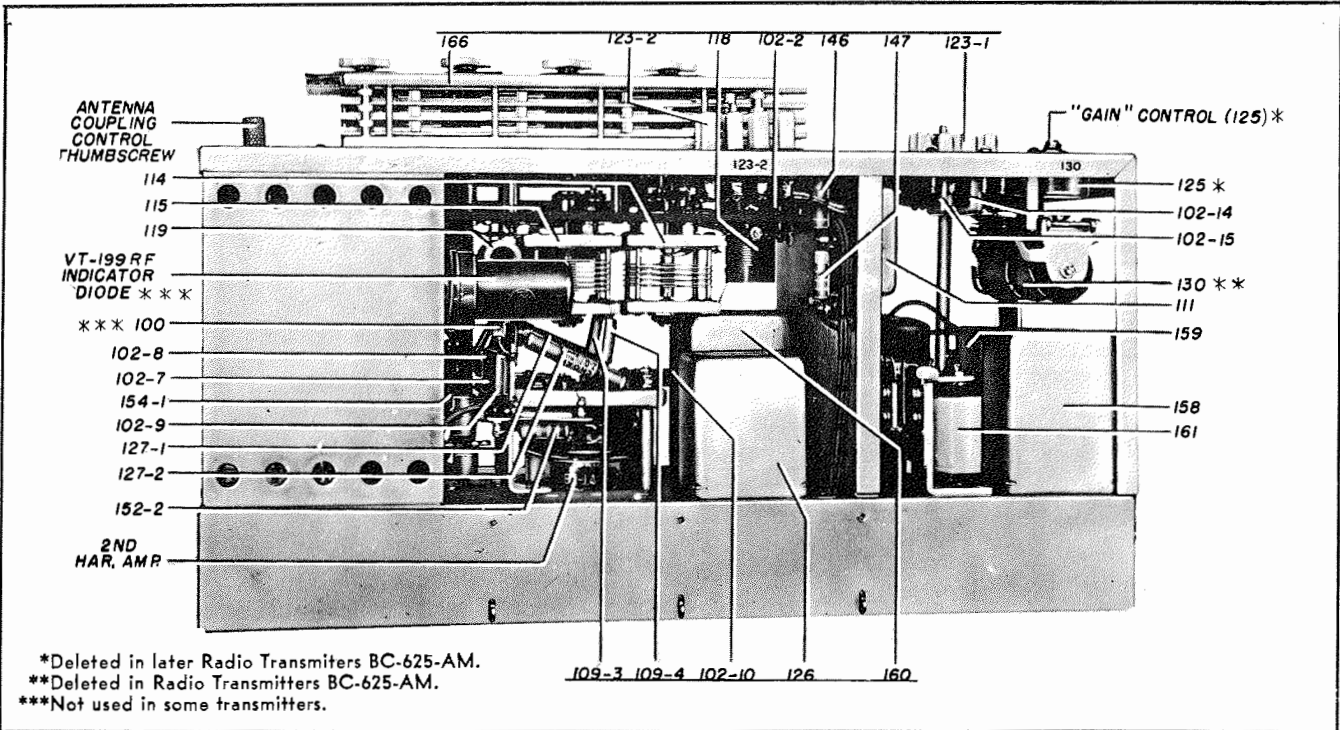 166 123-2 118 102-2 146 147 123-1
ANTENNA
COUPLING
CONTROL
THUMBSCREW
"GAIN" CONTROL (125)*
123-2
130
114
115
119
VT-199 RF
INDICATOR
DIODE ***
*** 100
102-8
102-7
154-1
102-9
127-1
127-2
152-2
2ND
HAR. AMP.
125 *
102-14
102-15
130 **
111
159
158
161
109-3 109-4 102-10 126 160
*Deleted in later Radio Transmiters BC-625-AM.
**Deleted in Radio Transmitters BC-625-AM.
***Not used in some transmitters.